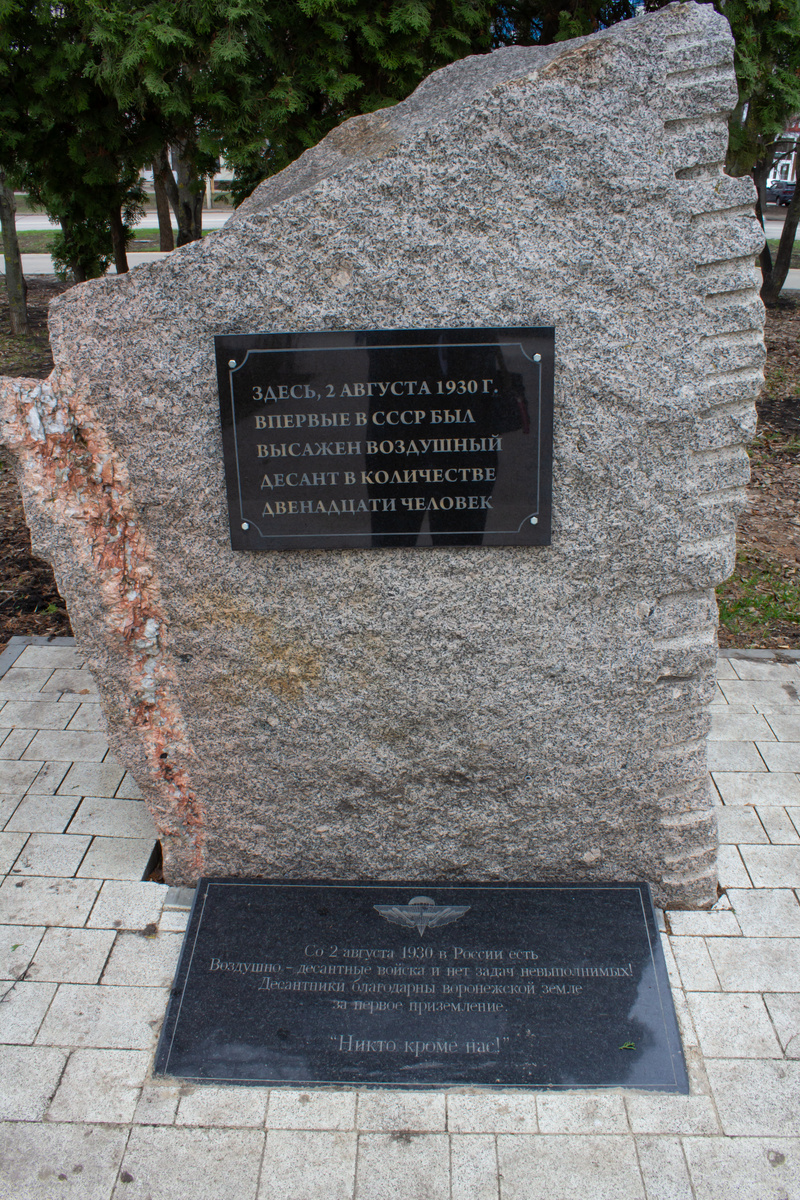 ЗДЕСЬ, 2 АВГУСТА 1930 Г.
ВПЕРВЫЕ В СССР БЫЛ
ВЫСАЖЕН ВОЗДУШНЫЙ
ДЕСАНТ В КОЛИЧЕСТВЕ
ДВЕНАДЦАТИ ЧЕЛОВЕК
Со 2 августа 1930 в России есть
Воздушно - десантные войска и нет задач невыполнимых!
Десантники благодарны воронежской земле
за первое приземление.
"Никто кроме нас!"